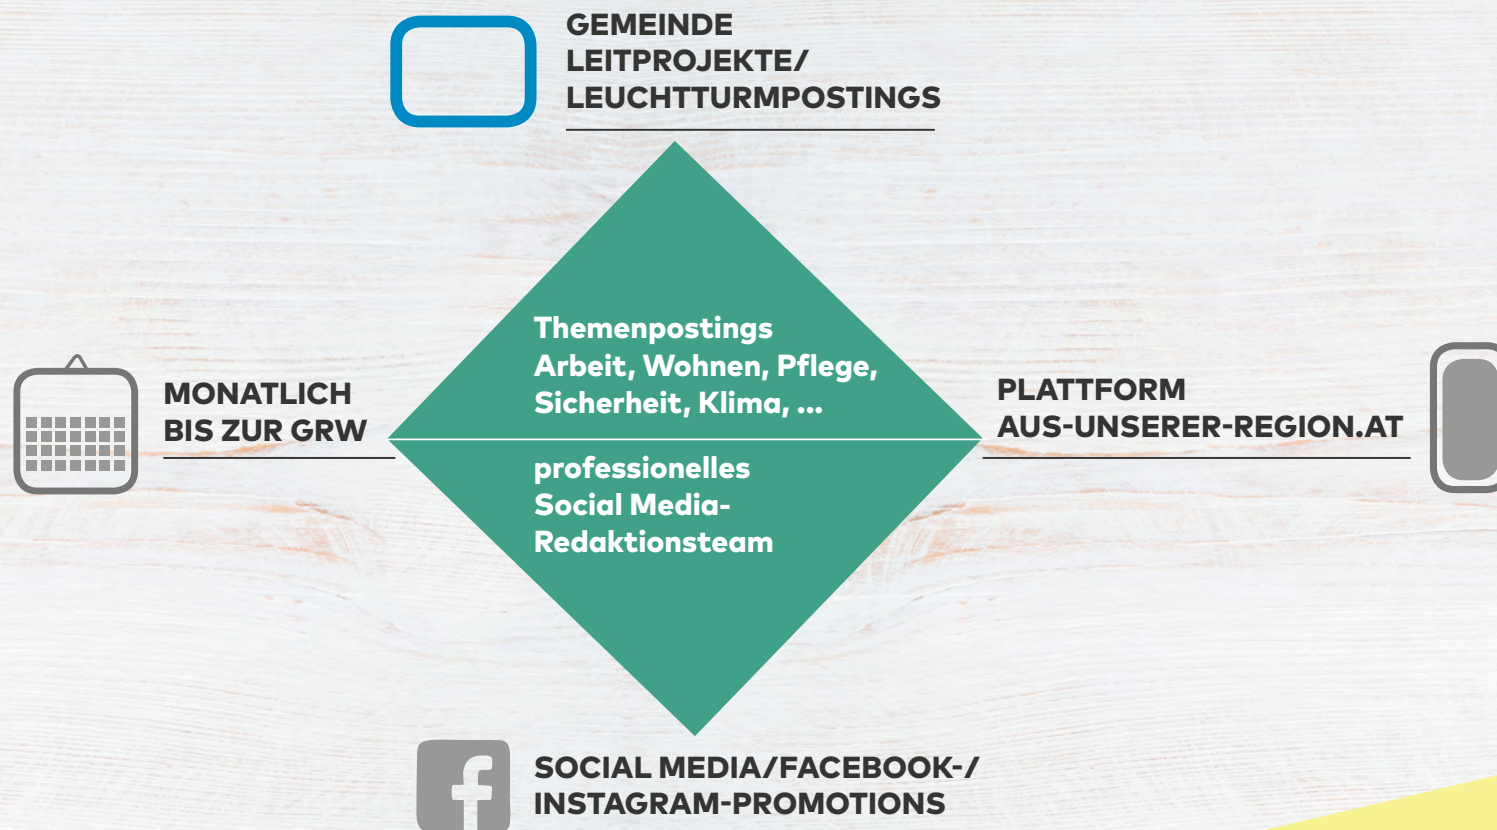 GEMEINDE
LEITPROJEKTE/
LEUCHTTURMPOSTINGS
Themenpostings
Arbeit, Wohnen, Pflege,
Sicherheit, Klima, ...
MONATLICH
BIS ZUR GRW
PLATTFORM
AUS-UNSERER-REGION.AT
professionelles
Social Media-
Redaktionsteam
SOCIAL MEDIA/FACEBOOK-/
INSTAGRAM-PROMOTIONS